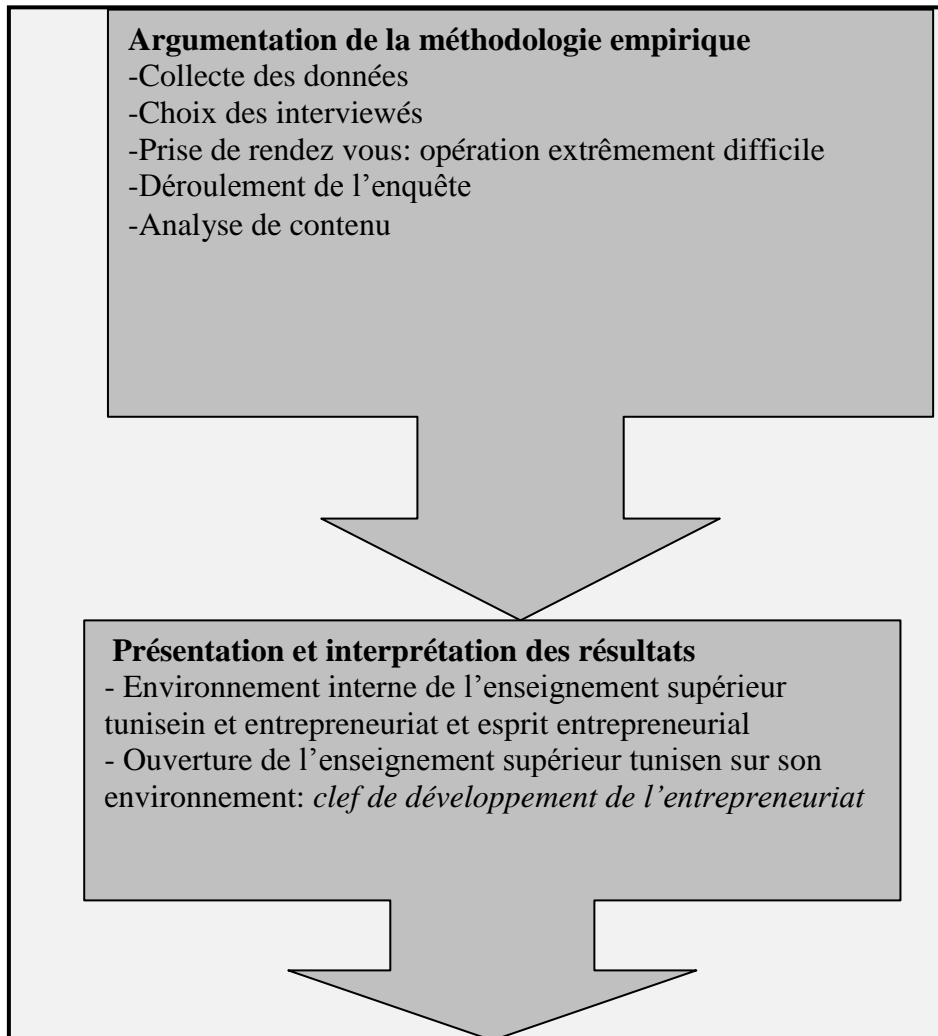 Argumentation de la méthodologie empirique
-Collecte des données
-Choix des interviewés
-Prise de rendez vous: opération extrêmement difficile
-Déroulement de l’enquête
-Analyse de contenu
Présentation et interprétation des résultats
- Environnement interne de l’enseignement supérieur
tunisein et entrepreneuriat et esprit entrepreneurial
- Ouverture de l’enseignement supérieur tunisen sur son
environnement: clef de développement de l’entrepreneuriat